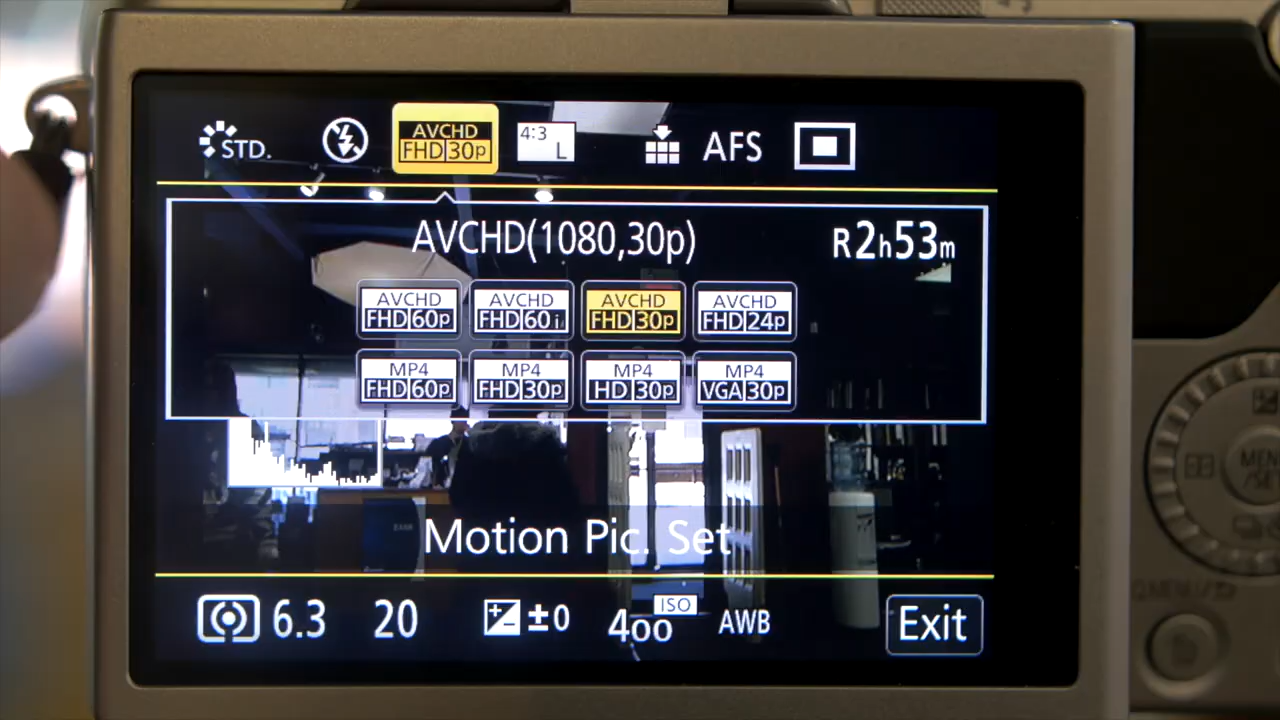 STD. AVCHD FHD 30p 4:3 L AFS
AVCHD(1080,30p) R2h53m
AVCHD FHD 60p AVCHD FHD 60i AVCHD FHD 30p AVCHD FHD 24p
MP4 FHD 60p MP4 FHD 30p MP4 HD 30p MP4 VGA 30p
Motion Pic. Set
6.3 20 ±0 400 ISO AWB Exit
MENU
/SET